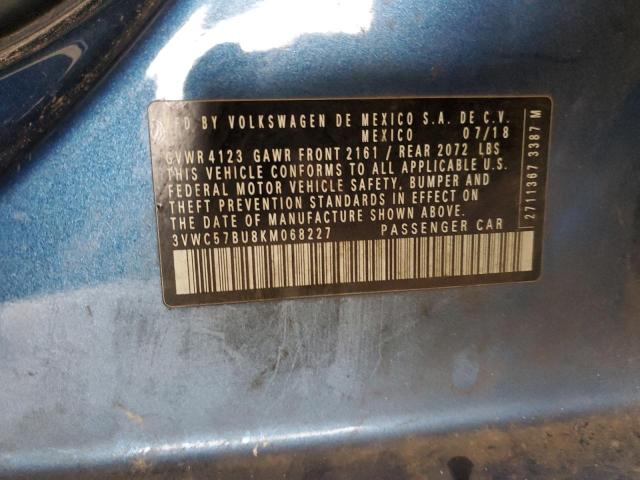 MFD BY VOLKSWAGEN DE MEXICO S.A. DE C.V.
MEXICO 07/18
GVWR 4123 GAWR FRONT 2161 / REAR 2072 LBS
THIS VEHICLE CONFORMS TO ALL APPLICABLE U.S.
FEDERAL MOTOR VEHICLE SAFETY, BUMPER AND
THEFT PREVENTION STANDARDS IN EFFECT ON
THE DATE OF MANUFACTURE SHOWN ABOVE.
3VWC57BU8KM068227 PASSENGER CAR
2711367 3387 M